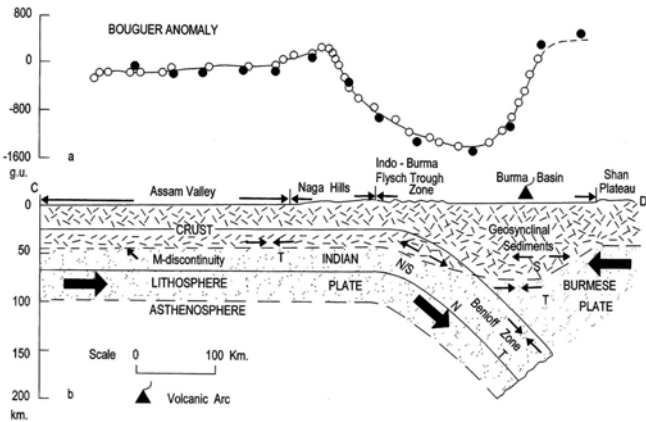 800
BOUGUER ANOMALY
0
-800
-1600
g.u.
a
Indo - Burma
Flysch Trough
Zone
C
Assam Valley
Naga Hills
Burma Basin
Shan
Plateau
D
0
CRUST
Geosynclinal
Sediments
50
M-discontinuity
T
INDIAN
N/S
S
LITHOSPHERE
PLATE
T
BURMESE
PLATE
100
ASTHENOSPHERE
N
Benioff Zone
T
Scale
0
100 Km.
150
b
Volcanic Arc
200
km.